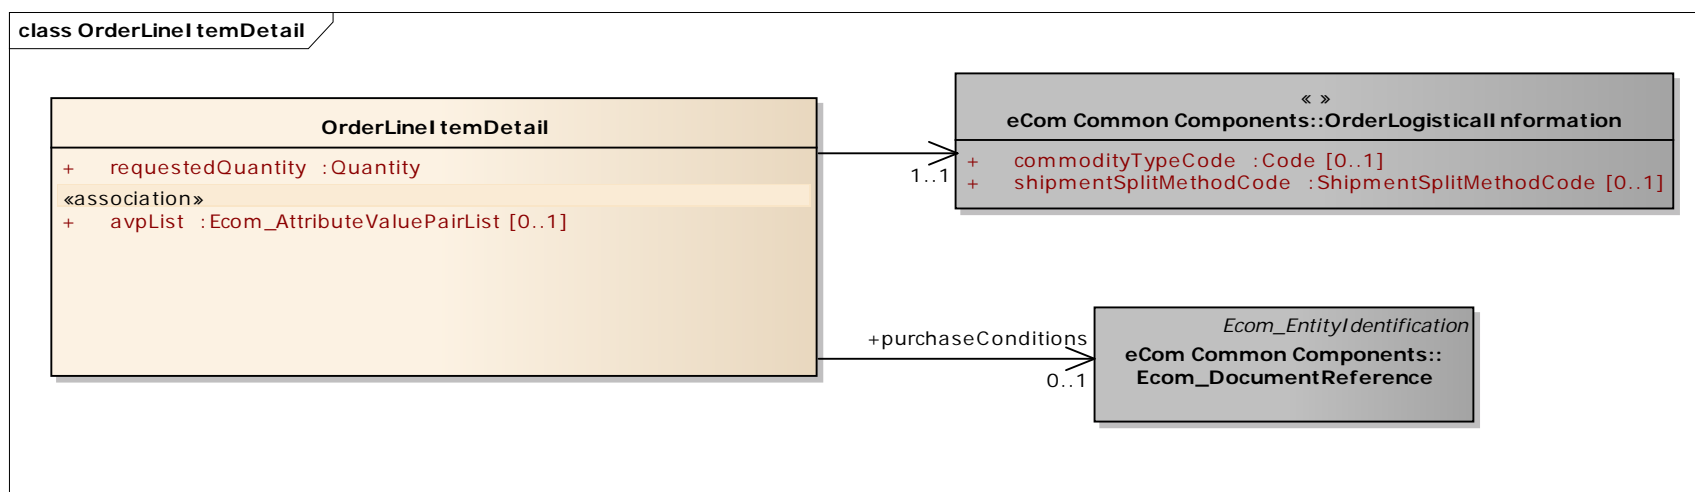 class OrderLineItemDetail
OrderLineItemDetail
+ requestedQuantity :Quantity
«association»
+ avpList :Ecom_AttributeValuePairList [0..1]
« »
eCom Common Components::OrderLogisticalInformation
+ commodityTypeCode :Code [0..1]
+ shipmentSplitMethodCode :ShipmentSplitMethodCode [0..1]
1..1
+purchaseConditions
0..1
Ecom_EntityIdentification
eCom Common Components::
Ecom_DocumentReference